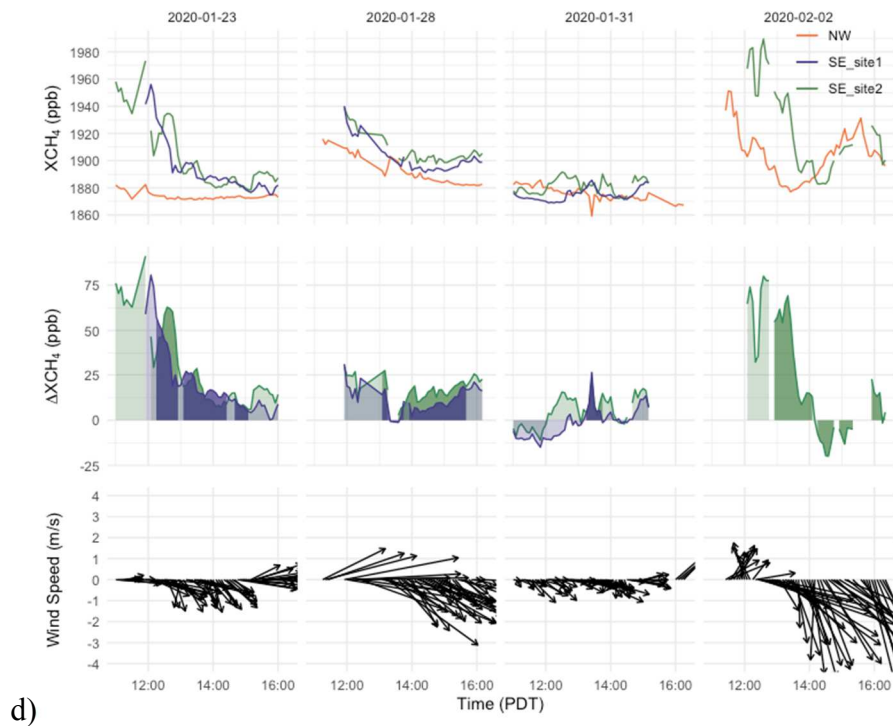 2020-01-23 2020-01-28 2020-01-31 2020-02-02
NW
SE_site1
SE_site2
XCH₄ (ppb)
1980
1960
1940
1920
1900
1880
1860
ΔXCH₄ (ppb)
75
50
25
0
-25
Wind Speed (m/s)
4
3
2
1
0
-1
-2
-3
-4
12:00 14:00 16:00 12:00 14:00 16:00 12:00 14:00 16:00 12:00 14:00 16:00
Time (PDT)
d)